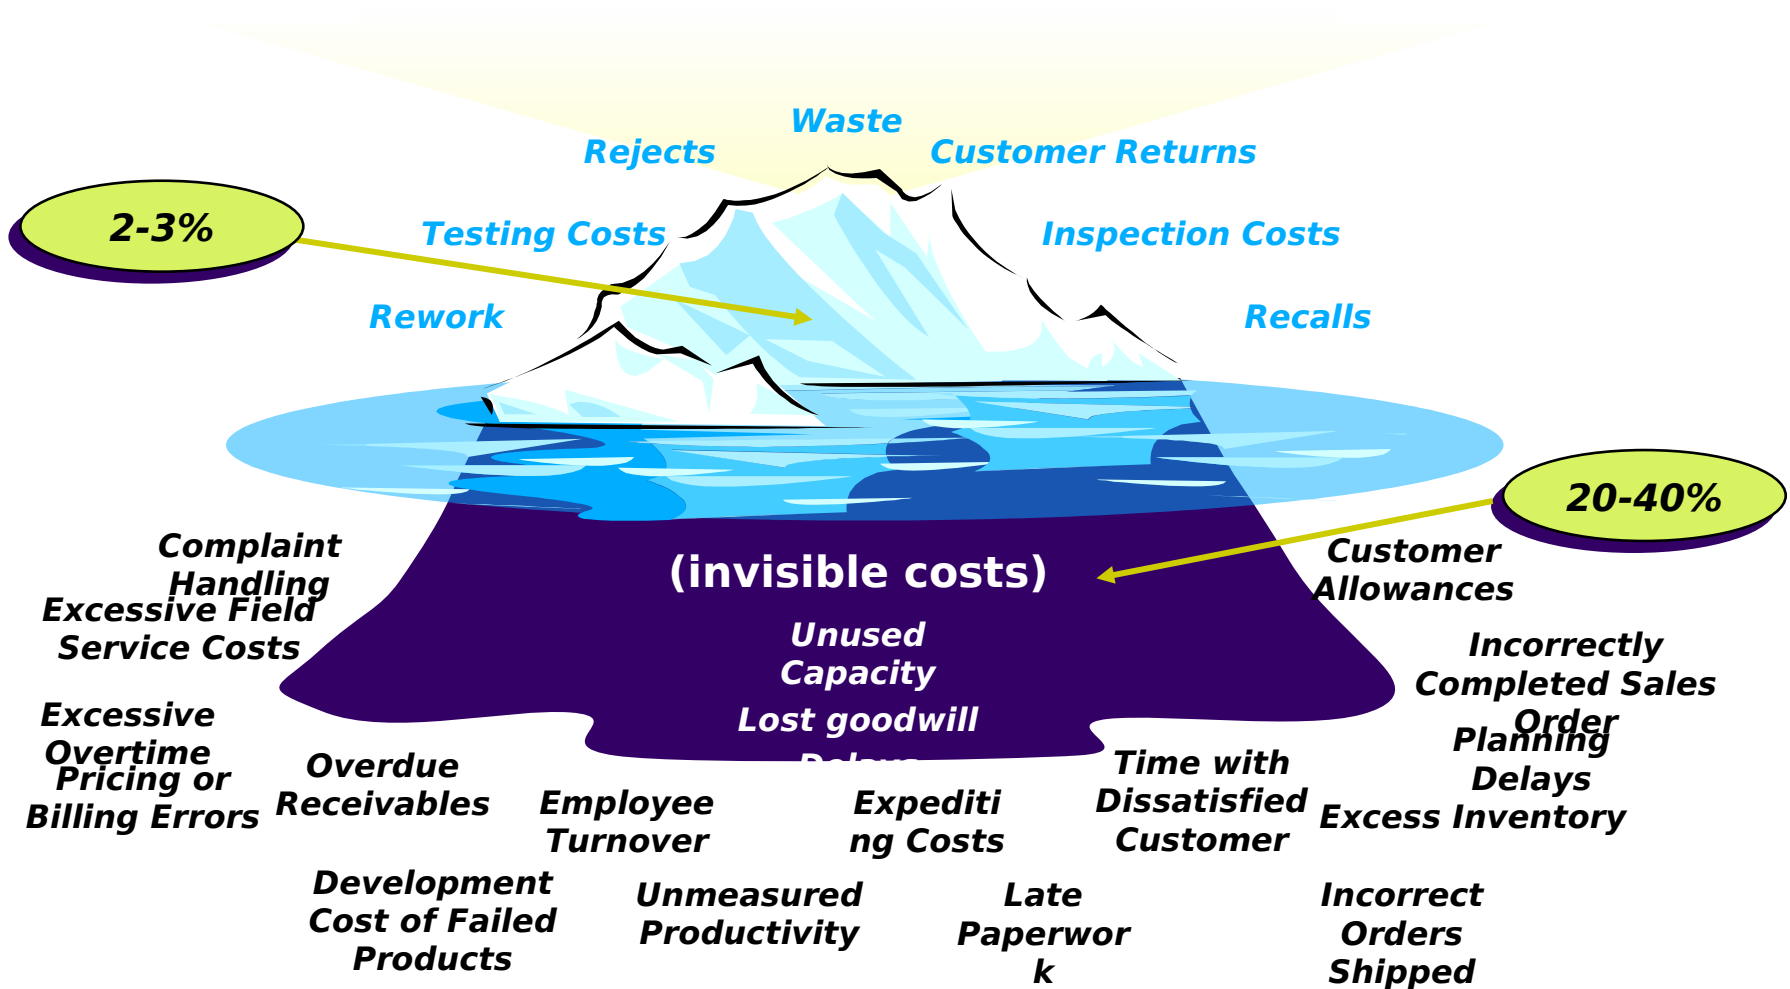 Waste
Rejects
Customer Returns
2-3%
Testing Costs
Inspection Costs
Rework
Recalls
20-40%
(invisible costs)
Complaint
Handling
Excessive Field
Service Costs
Customer
Allowances
Unused
Capacity
Incorrectly
Completed Sales
Order
Excessive
Overtime
Lost goodwill
Delays
Planning
Delays
Pricing or
Billing Errors
Overdue
Receivables
Employee
Turnover
Expediti
ng Costs
Time with
Dissatisfied
Customer
Excess Inventory
Development
Cost of Failed
Products
Unmeasured
Productivity
Late
Paperwor
k
Incorrect
Orders
Shipped